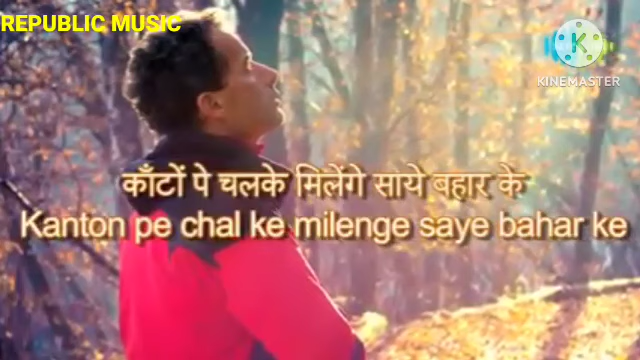 REPUBLIC MUSIC
K
KINEMASTER
काँटों पे चलके मिलेंगे साये बहार के
Kanton pe chal ke milenge saye bahar ke